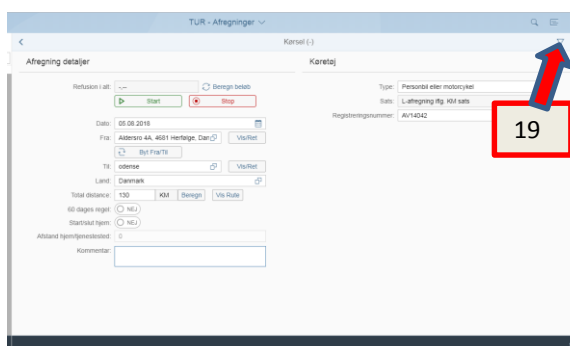 TUR - Afregninger
Kørsel (-)
Afregning detaljer
Køretøj
Refusion i alt: -,-- Beregn beløb
Start Stop
Dato: 05.08.2018
Fra: Aldersro 4A, 4681 Herfølge, Dan Vis/Ret
Byt Fra/Til
Til: odense Vis/Ret
Land: Danmark
Total distance: 130 KM Beregn Vis Rute
60 dages regel: NEJ
Start/slut hjem: NEJ
Afstand hjem/tjenestested: 0
Kommentar:
Type: Personbil eller motorcykel
Sats: L-afregning iflg. KM sats
Registreringsnummer: AV14042
19